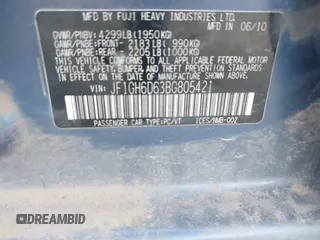 MFD BY FUJI HEAVY INDUSTRIES LTD.
06/10
GVWR/PNBV: 4299LB(1950KG)
GAWR/PNBE:FRONT- 2183LB( 990KG)
GAWR/PNBE:REAR - 2205LB(1000KG)
THIS VEHICLE CONFORMS TO ALL APPLICABLE FEDERAL MOTOR
VEHICLE SAFETY, BUMPER, AND THEFT PREVENTION STANDARDS
IN EFFECT ON THE DATE OF MANUFACTURE SHOWN ABOVE.
VIN: JF1GH6D63BG805421
PASSENGER CAR TYPE:PC/VT ICES/NMB-002
© DREAMBID
DREAMBID